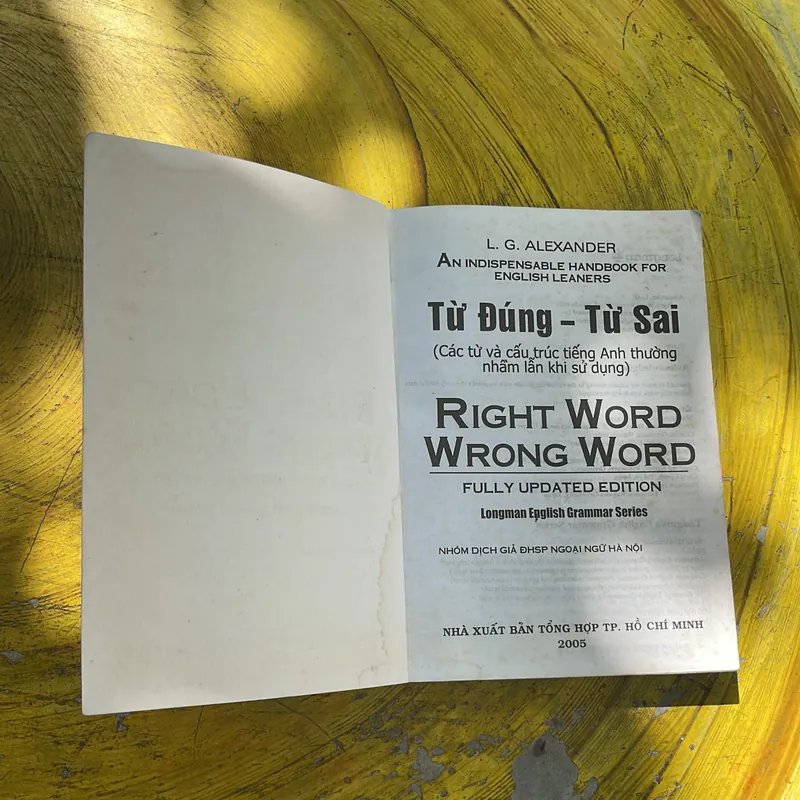 L. G. ALEXANDER
AN INDISPENSABLE HANDBOOK FOR
ENGLISH LEANERS
Từ Đúng – Từ Sai
(Các từ và cấu trúc tiếng Anh thường
nhầm lẫn khi sử dụng)
RIGHT WORD
WRONG WORD
FULLY UPDATED EDITION
Longman English Grammar Series
NHÓM DỊCH GIẢ ĐHSP NGOẠI NGỮ HÀ NỘI
NHÀ XUẤT BẢN TỔNG HỢP TP. HỒ CHÍ MINH
2005